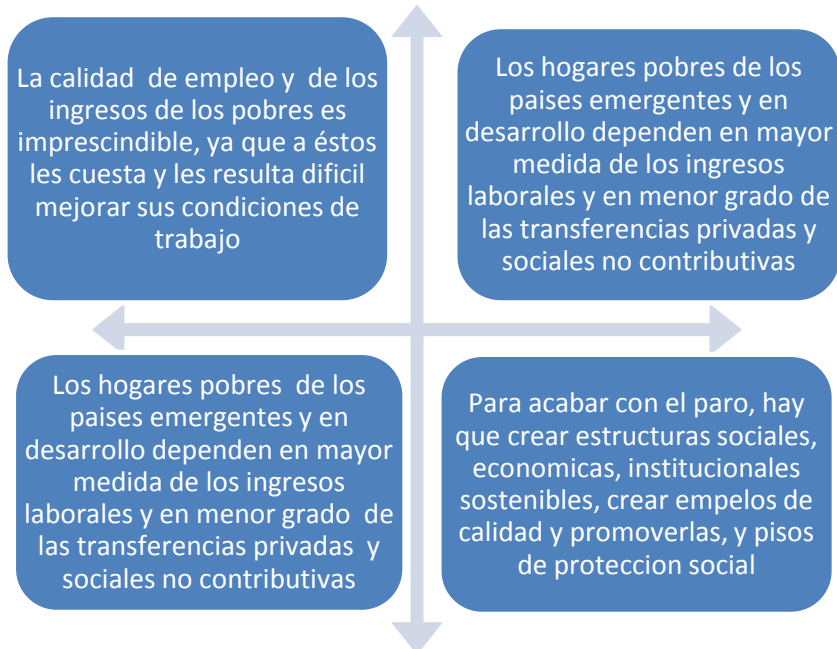 La calidad de empleo y de los
ingresos de los pobres es
imprescindible, ya que a éstos
les cuesta y les resulta dificil
mejorar sus condiciones de
trabajo
Los hogares pobres de los
paises emergentes y en
desarrollo dependen en mayor
medida de los ingresos
laborales y en menor grado de
las transferencias privadas y
sociales no contributivas
Los hogares pobres de los
paises emergentes y en
desarrollo dependen en mayor
medida de los ingresos
laborales y en menor grado de
las transferencias privadas y
sociales no contributivas
Para acabar con el paro, hay
que crear estructuras sociales,
economicas, institucionales
sostenibles, crear empelos de
calidad y promoverlas, y pisos
de proteccion social